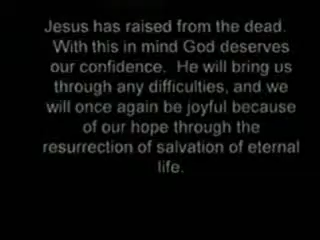 Jesus has raised from the dead.
With this in mind God deserves
our confidence. He will bring us
through any difficulties, and we
will once again be joyful because
of our hope through the
resurrection of salvation of eternal
life.